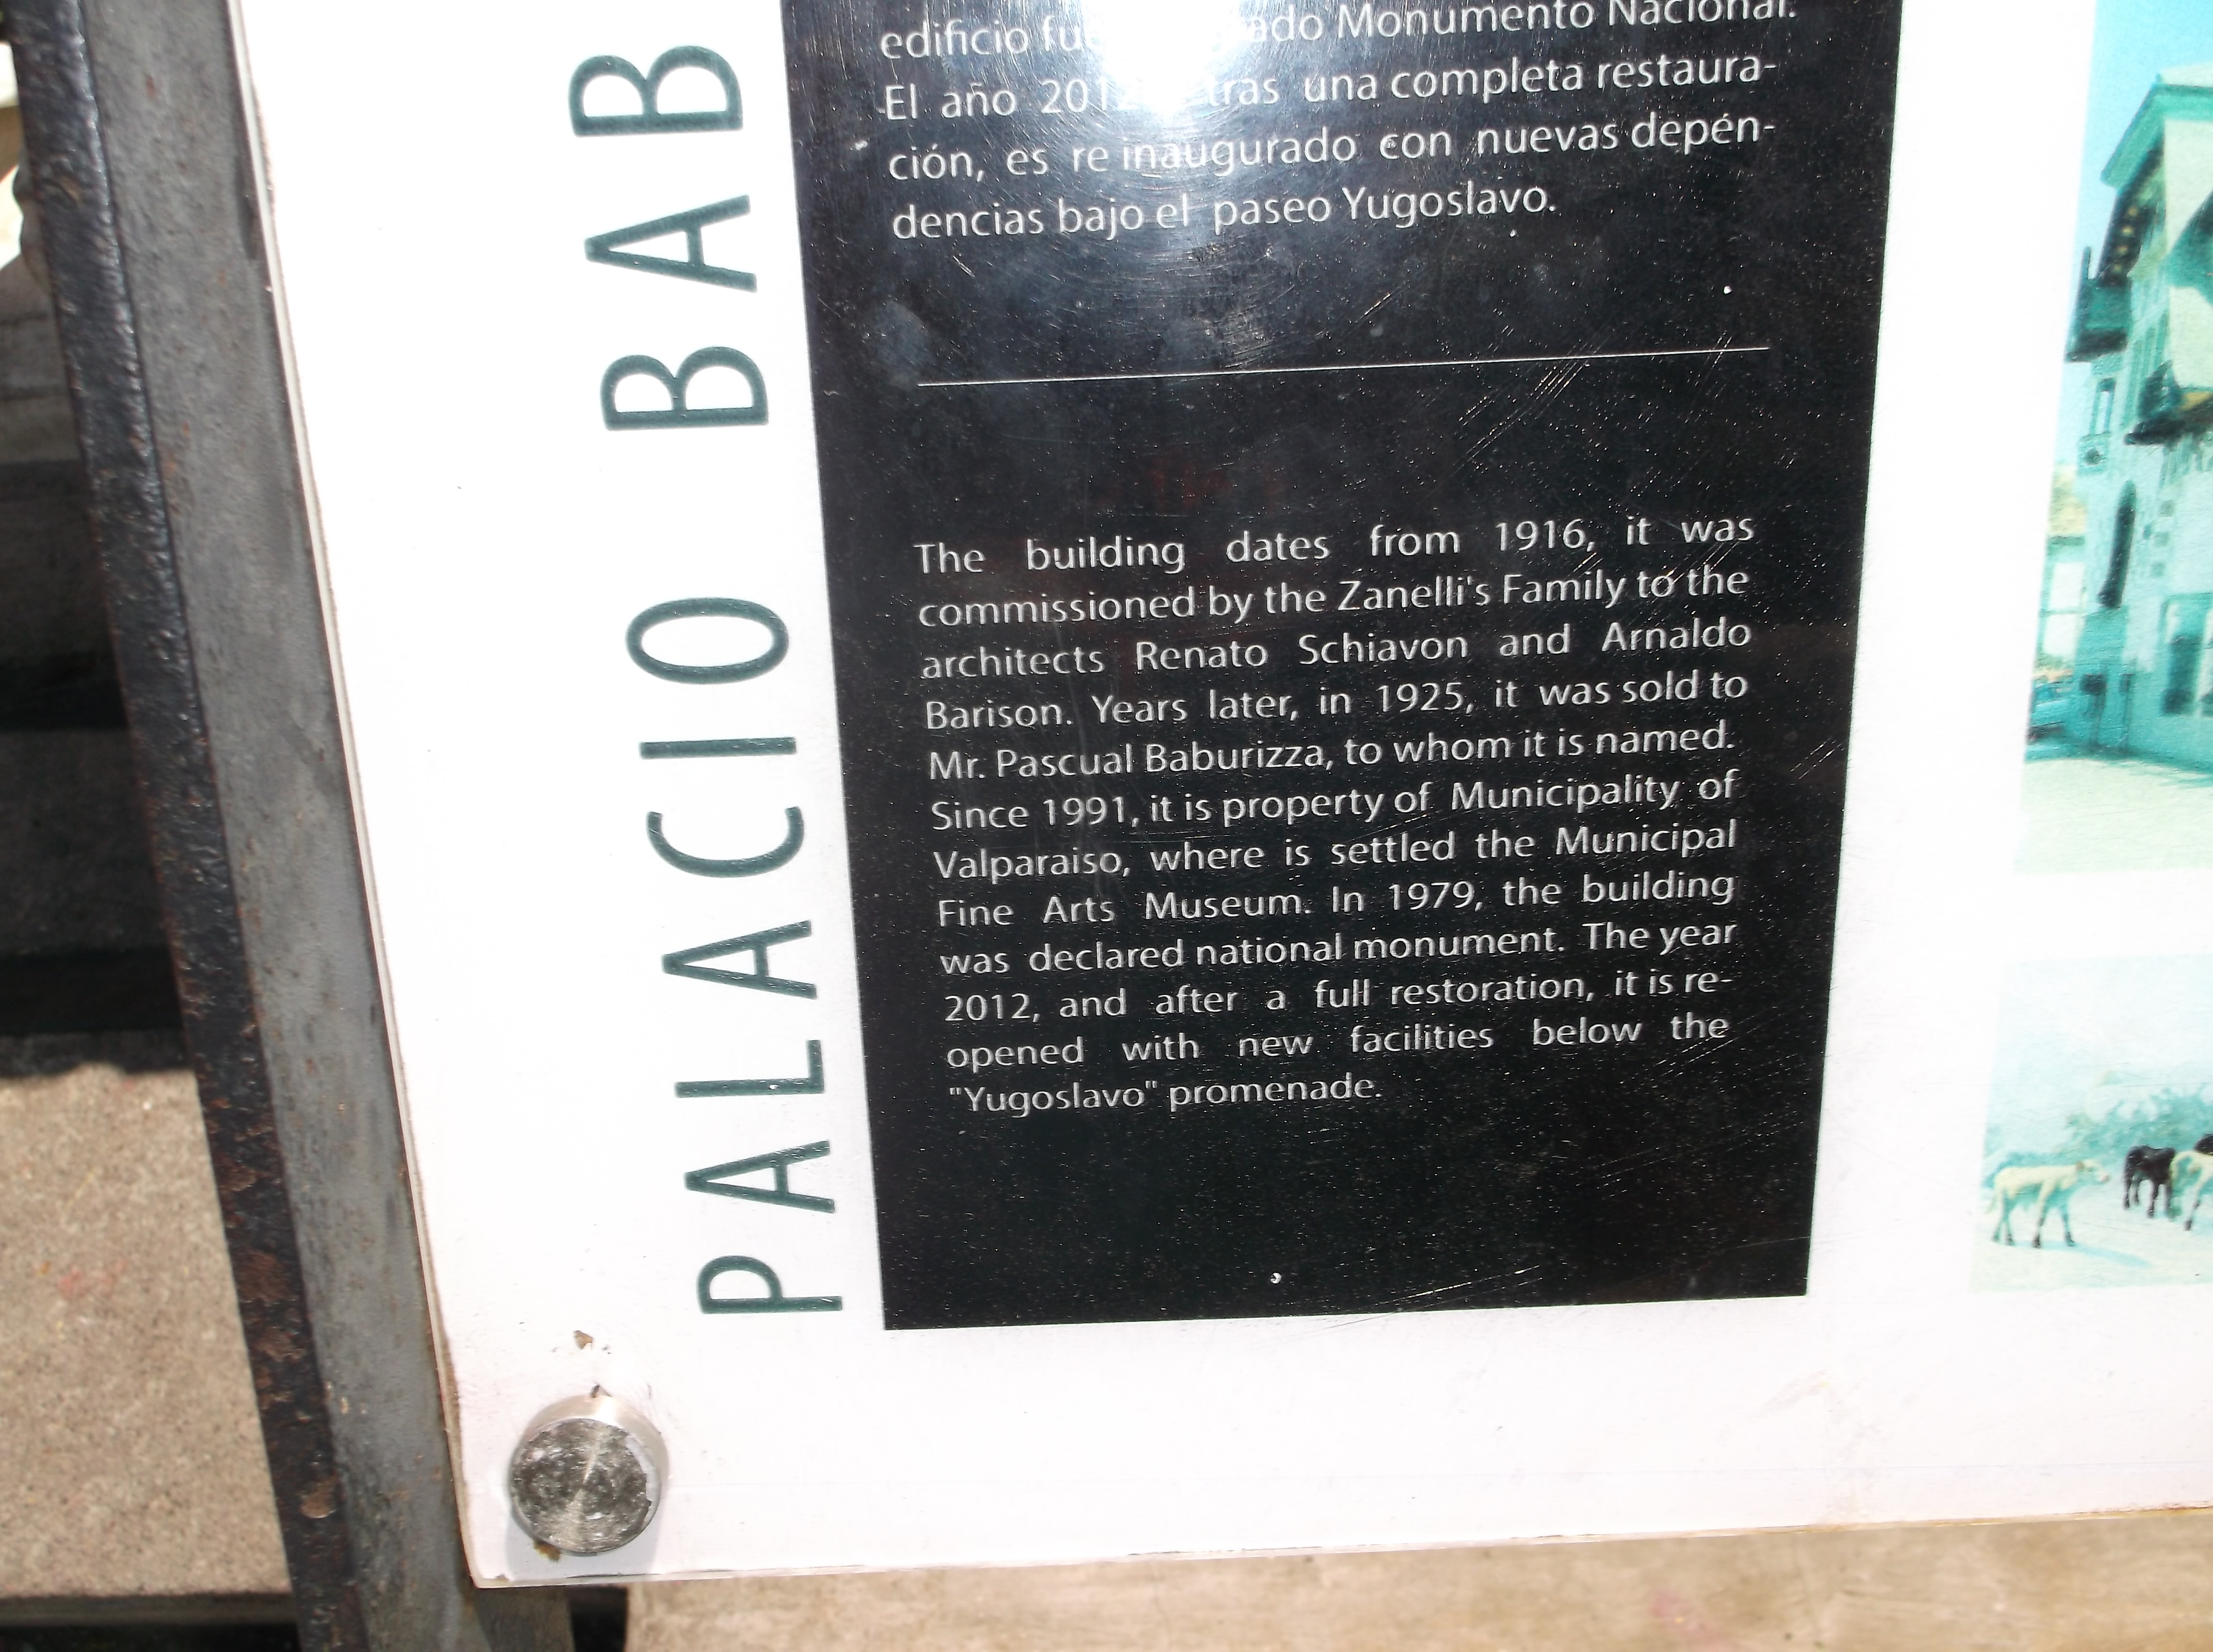 PALACIO BAB
edificio ado Monumento Nacional.
El año tras una completa restaura-
ción, es re inaugurado con nuevas depén-
dencias bajo el paseo Yugoslavo.
The building dates from 1916, it was
commissioned by the Zanelli's Family to the
architects Renato Schiavon and Arnaldo
Barison. Years later, in 1925, it was sold to
Mr. Pascual Baburizza, to whom it is named.
Since 1991, it is property of Municipality of
Valparaiso, where is settled the Municipal
Fine Arts Museum. In 1979, the building
was declared national monument. The year
2012, and after a full restoration, it is re-
opened with new facilities below the
"Yugoslavo" promenade.